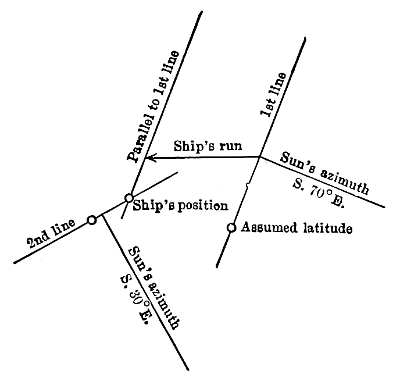 Parallel to 1st line
1st line
Ship's run
Sun's azimuth
S. 70° E.
Ship's position
2nd line
Assumed latitude
Sun's azimuth
S. 30° E.